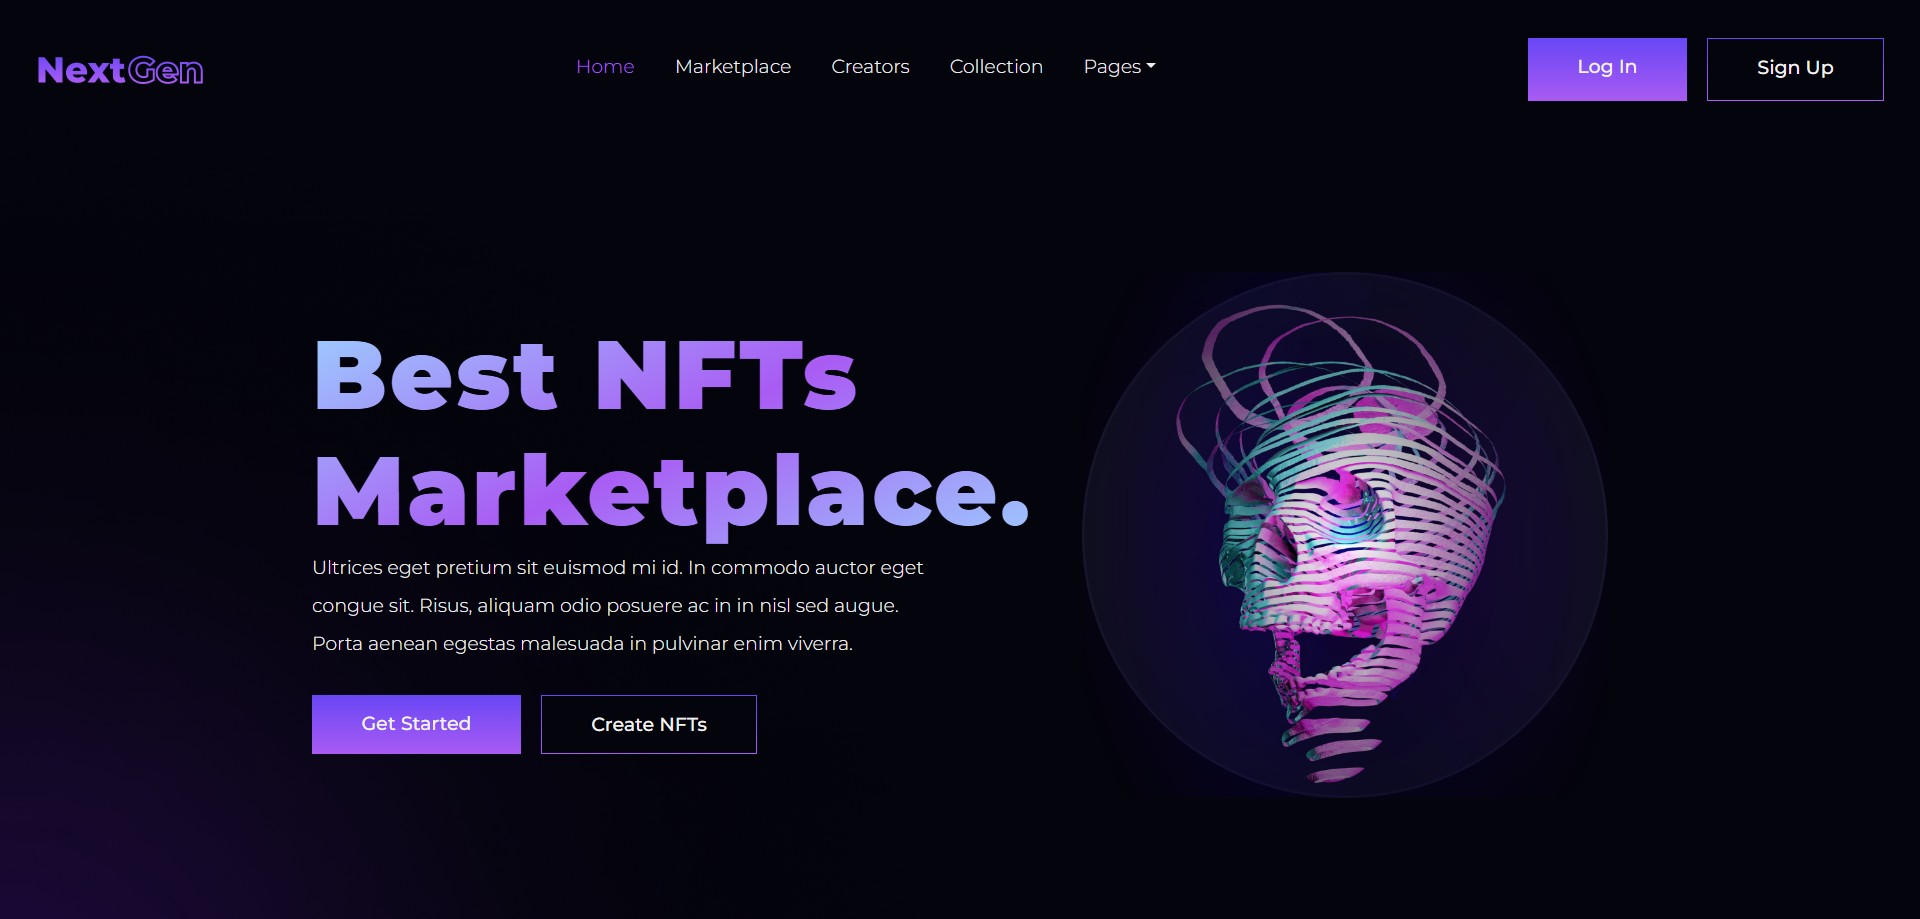 NextGen
Home Marketplace Creators Collection Pages
Log In
Sign Up
Best NFTs
Marketplace.
Ultrices eget pretium sit euismod mi id. In commodo auctor eget
congue sit. Risus, aliquam odio posuere ac in in nisl sed augue.
Porta aenean egestas malesuada in pulvinar enim viverra.
Get Started
Create NFTs